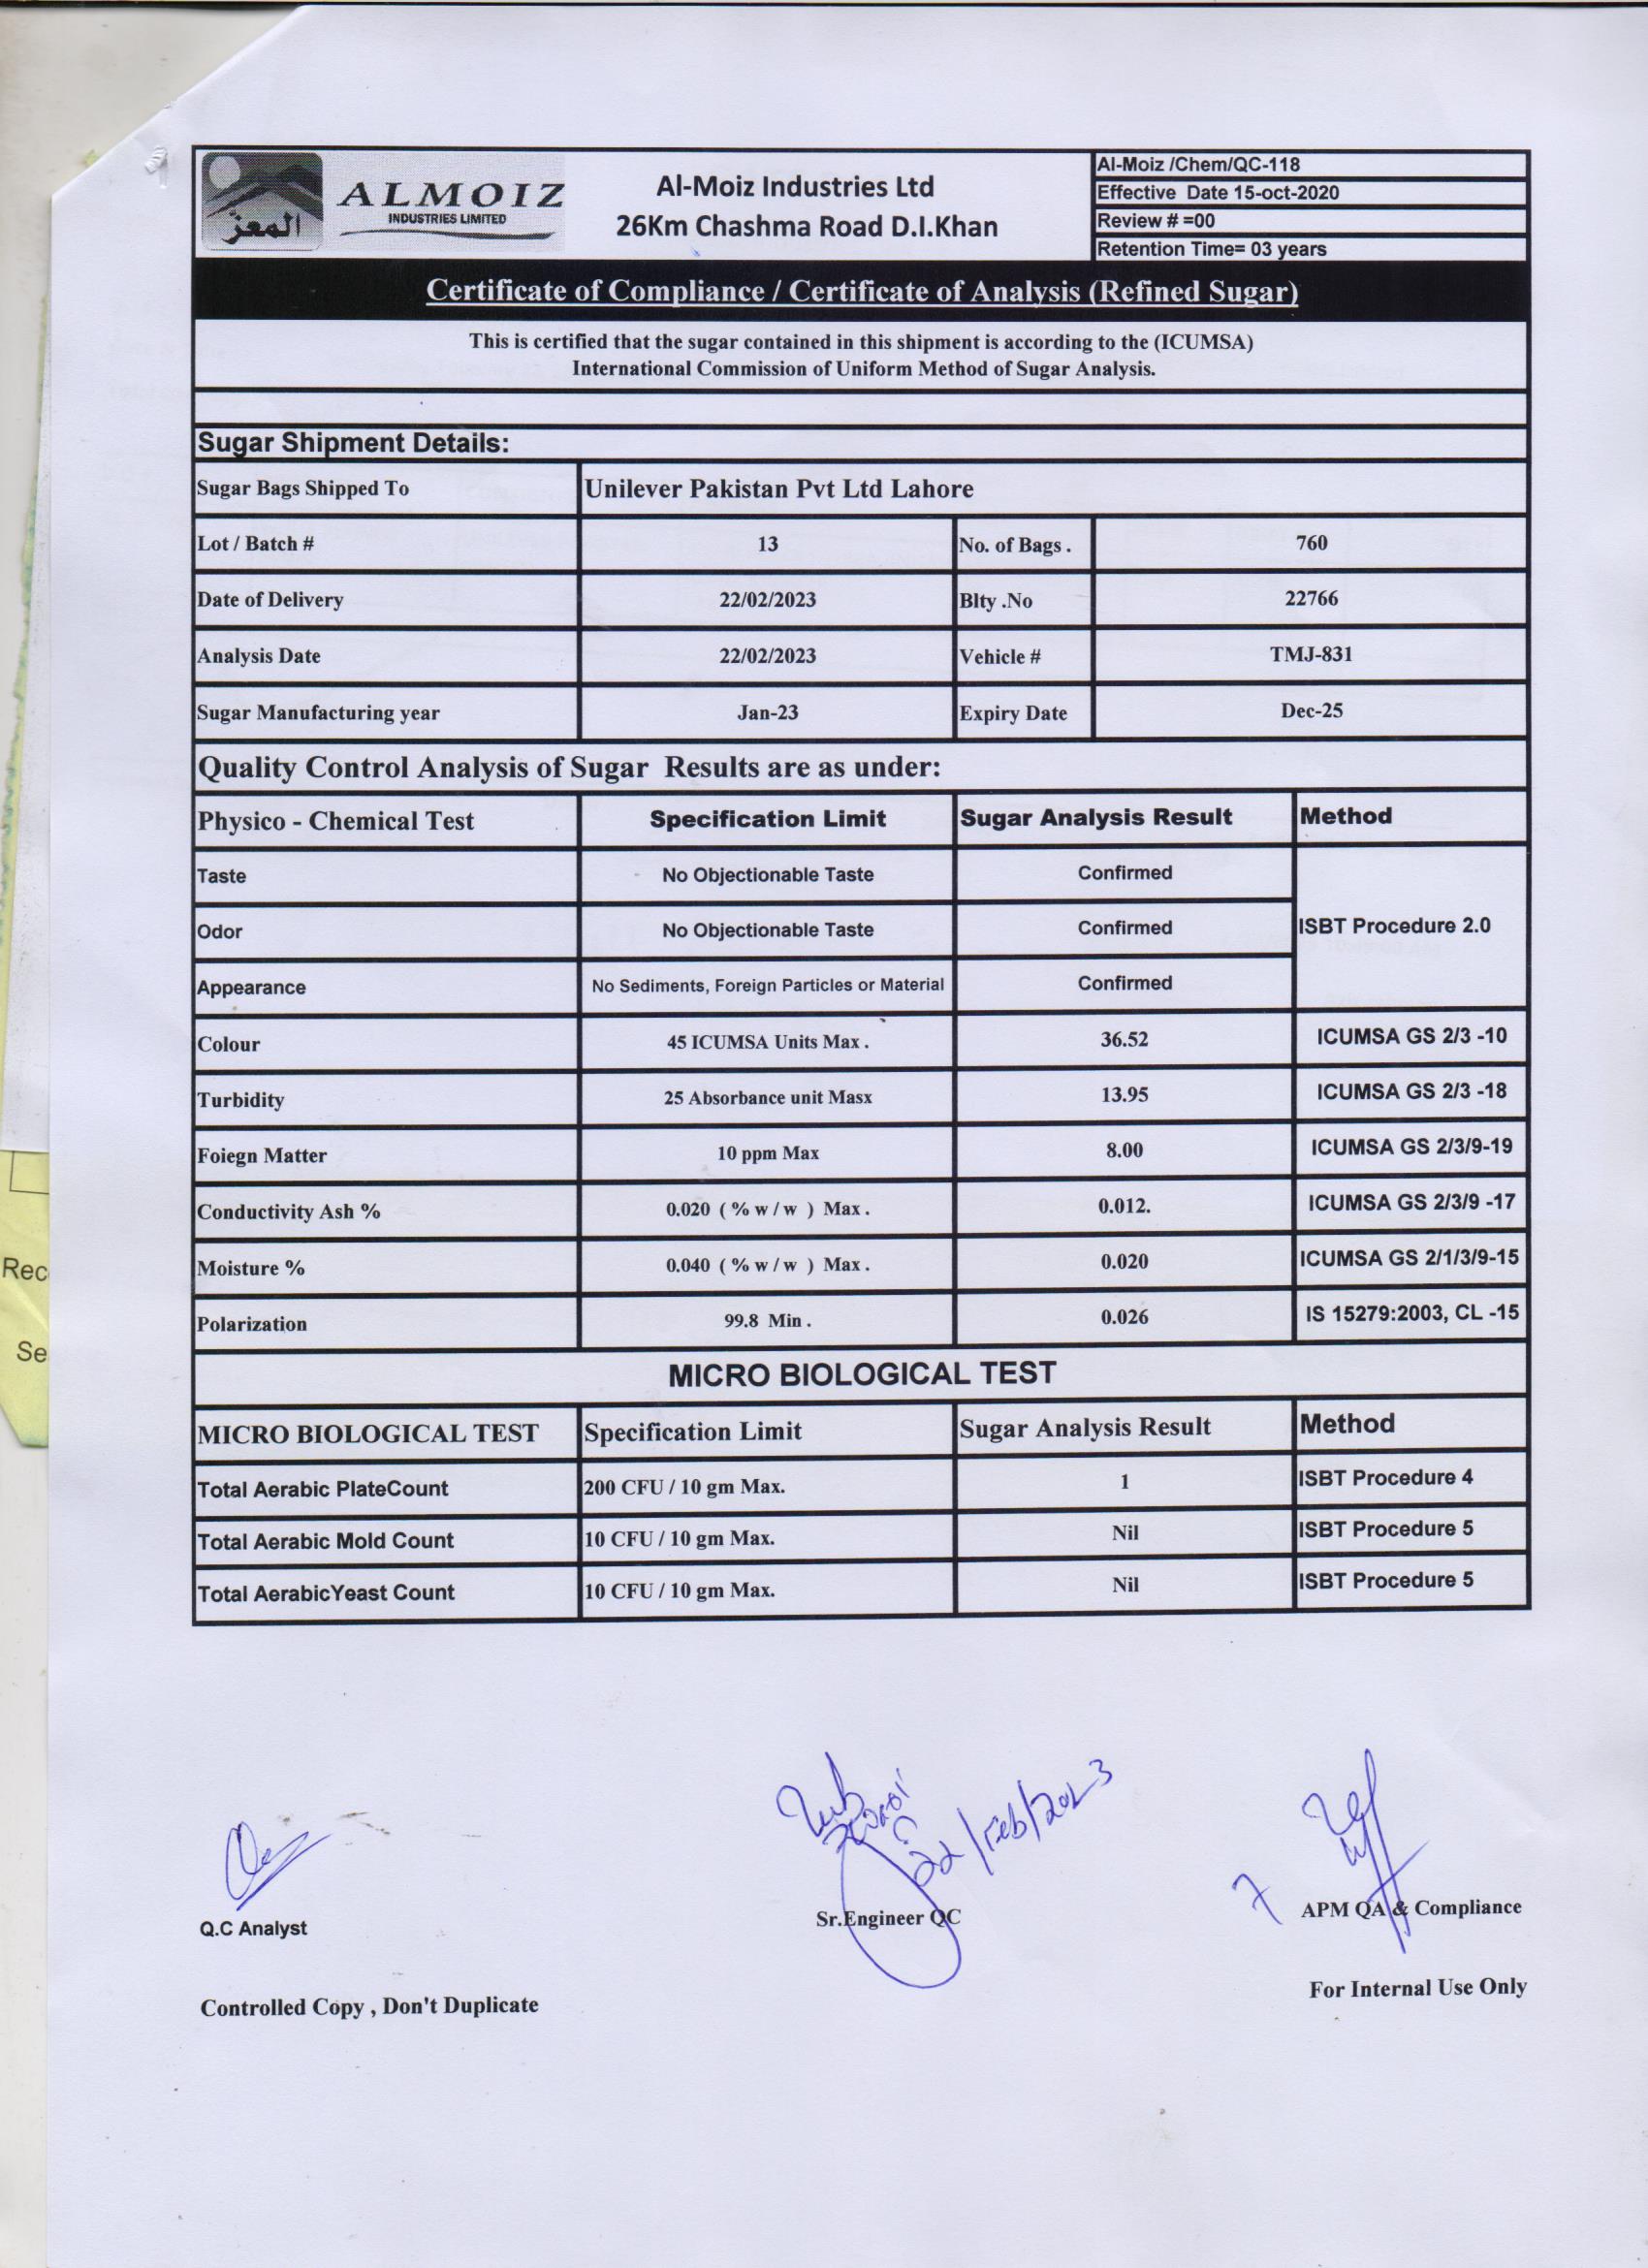 المعز
ALMOIZ
INDUSTRIES LIMITED
Al-Moiz Industries Ltd
26Km Chashma Road D.I.Khan
Al-Moiz /Chem/QC-118
Effective Date 15-oct-2020
Review # =00
Retention Time= 03 years
Certificate of Compliance / Certificate of Analysis (Refined Sugar)
This is certified that the sugar contained in this shipment is according to the (ICUMSA)
International Commission of Uniform Method of Sugar Analysis.
Sugar Shipment Details:
Sugar Bags Shipped To Unilever Pakistan Pvt Ltd Lahore
Lot / Batch # 13 No. of Bags . 760
Date of Delivery 22/02/2023 Blty .No 22766
Analysis Date 22/02/2023 Vehicle # TMJ-831
Sugar Manufacturing year Jan-23 Expiry Date Dec-25
Quality Control Analysis of Sugar Results are as under:
Physico - Chemical Test Specification Limit Sugar Analysis Result Method
Taste No Objectionable Taste Confirmed
Odor No Objectionable Taste Confirmed ISBT Procedure 2.0
Appearance No Sediments, Foreign Particles or Material Confirmed
Colour 45 ICUMSA Units Max . 36.52 ICUMSA GS 2/3 -10
Turbidity 25 Absorbance unit Masx 13.95 ICUMSA GS 2/3 -18
Foiegn Matter 10 ppm Max 8.00 ICUMSA GS 2/3/9-19
Conductivity Ash % 0.020 ( % w / w ) Max . 0.012. ICUMSA GS 2/3/9 -17
Moisture % 0.040 ( % w / w ) Max . 0.020 ICUMSA GS 2/1/3/9-15
Polarization 99.8 Min . 0.026 IS 15279:2003, CL -15
MICRO BIOLOGICAL TEST
MICRO BIOLOGICAL TEST Specification Limit Sugar Analysis Result Method
Total Aerabic PlateCount 200 CFU / 10 gm Max. 1 ISBT Procedure 4
Total Aerabic Mold Count 10 CFU / 10 gm Max. Nil ISBT Procedure 5
Total AerabicYeast Count 10 CFU / 10 gm Max. Nil ISBT Procedure 5
22/Feb/2023
Q.C Analyst Sr.Engineer QC APM QA & Compliance
Controlled Copy , Don't Duplicate For Internal Use Only
Rec
Se